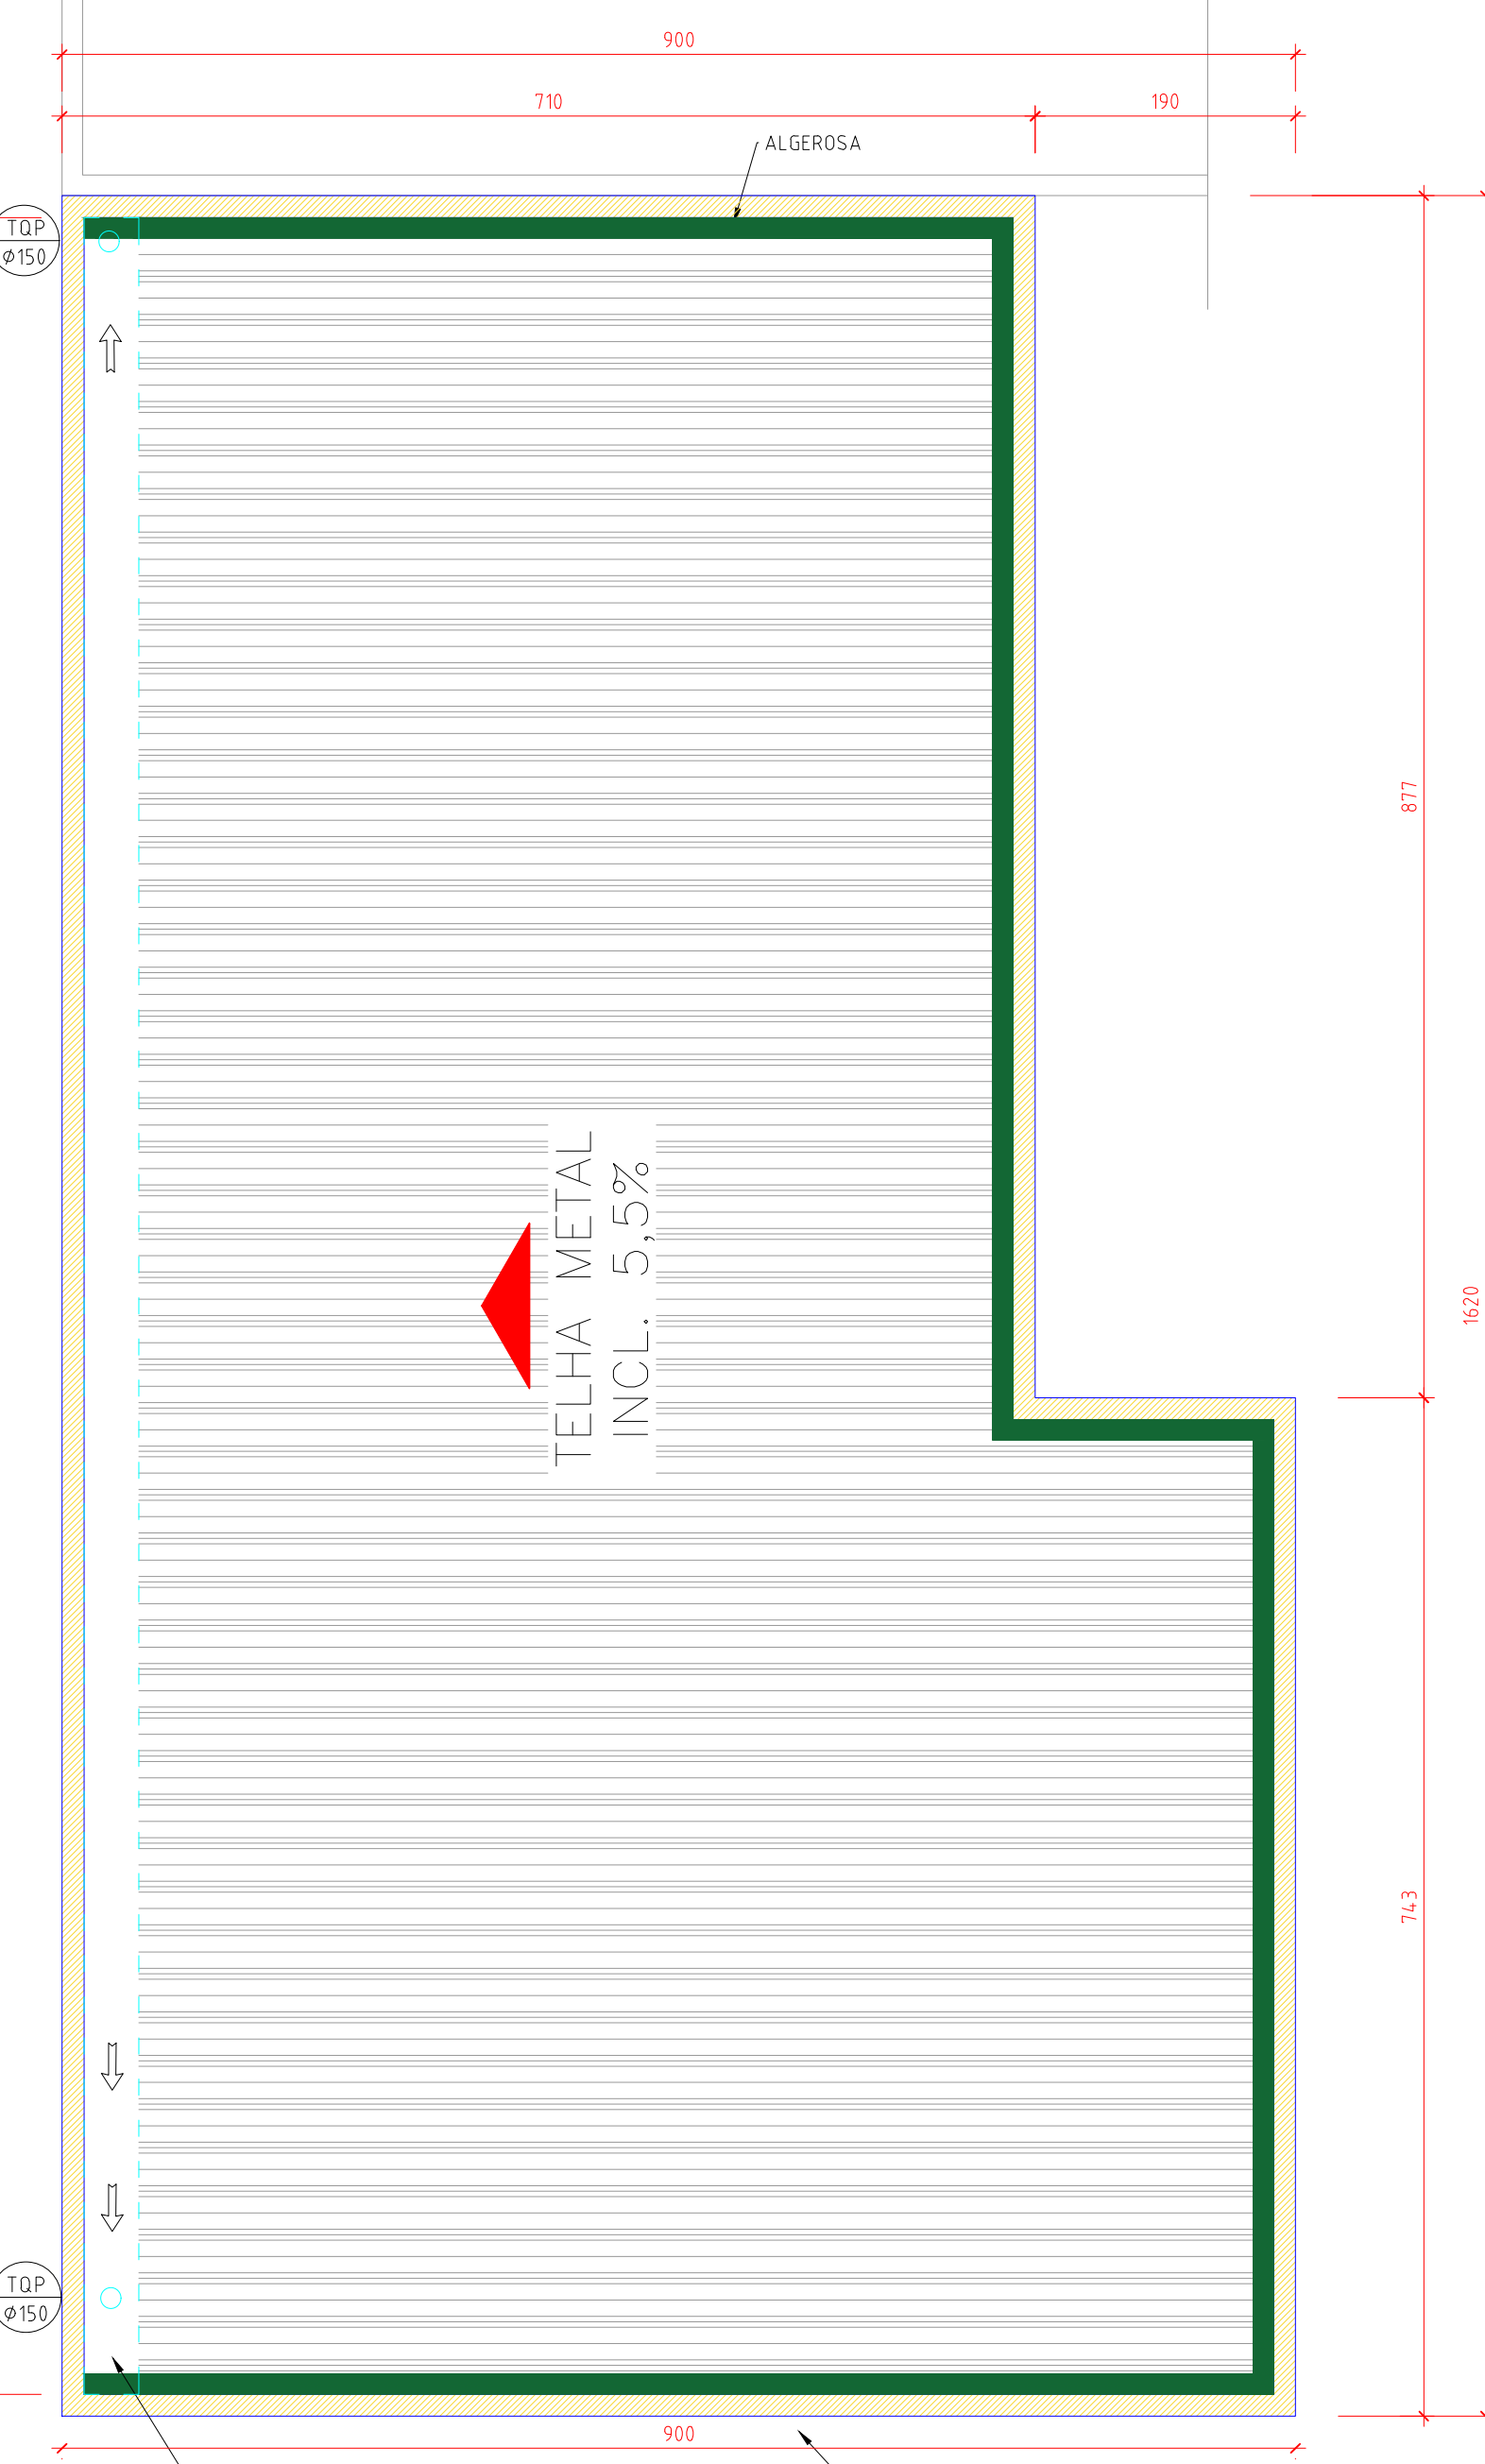 900
710
190
ALGEROSA
TQP
Ø150
877
TELHA METAL
INCL. 5,5%
1620
743
TQP
Ø150
900